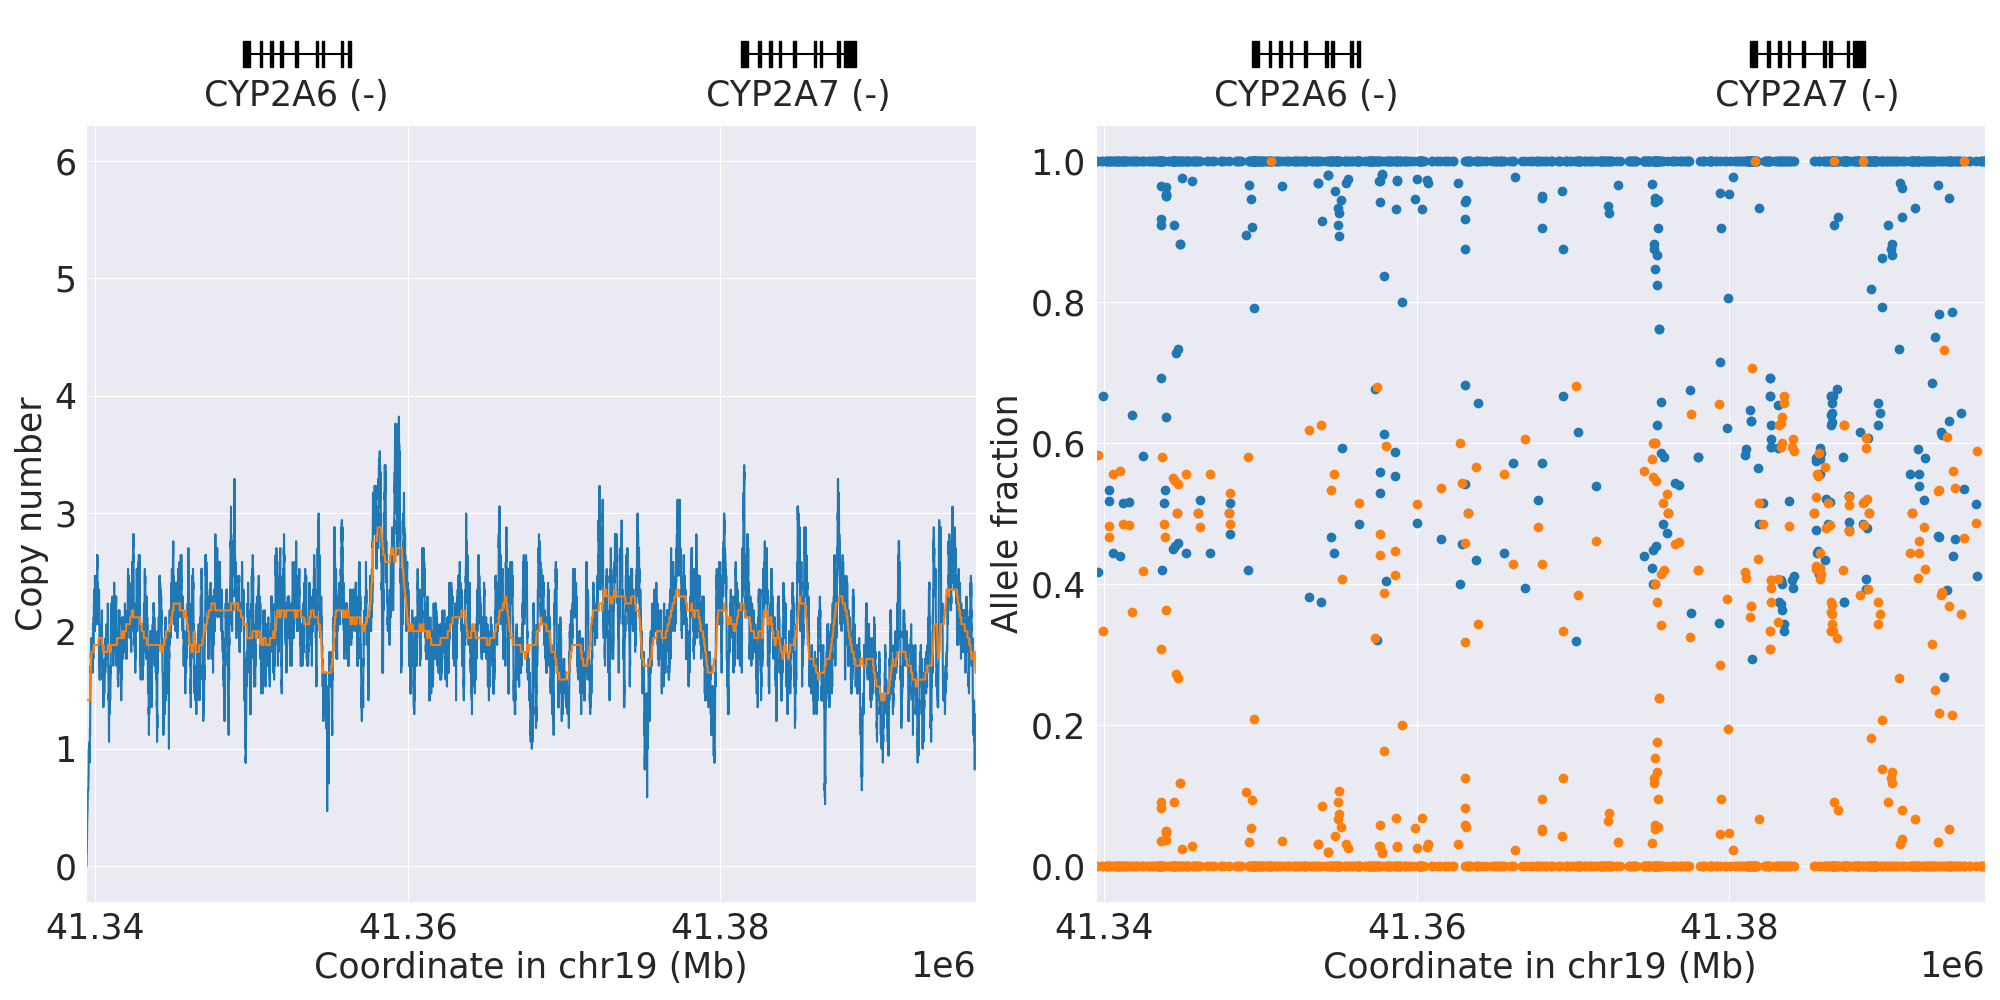 CYP2A6 (-) CYP2A7 (-)
6
5
4
3
2
1
0
Copy number
41.34 41.36 41.38
Coordinate in chr19 (Mb) 1e6
CYP2A6 (-) CYP2A7 (-)
1.0
0.8
0.6
0.4
0.2
0.0
Allele fraction
41.34 41.36 41.38
Coordinate in chr19 (Mb) 1e6